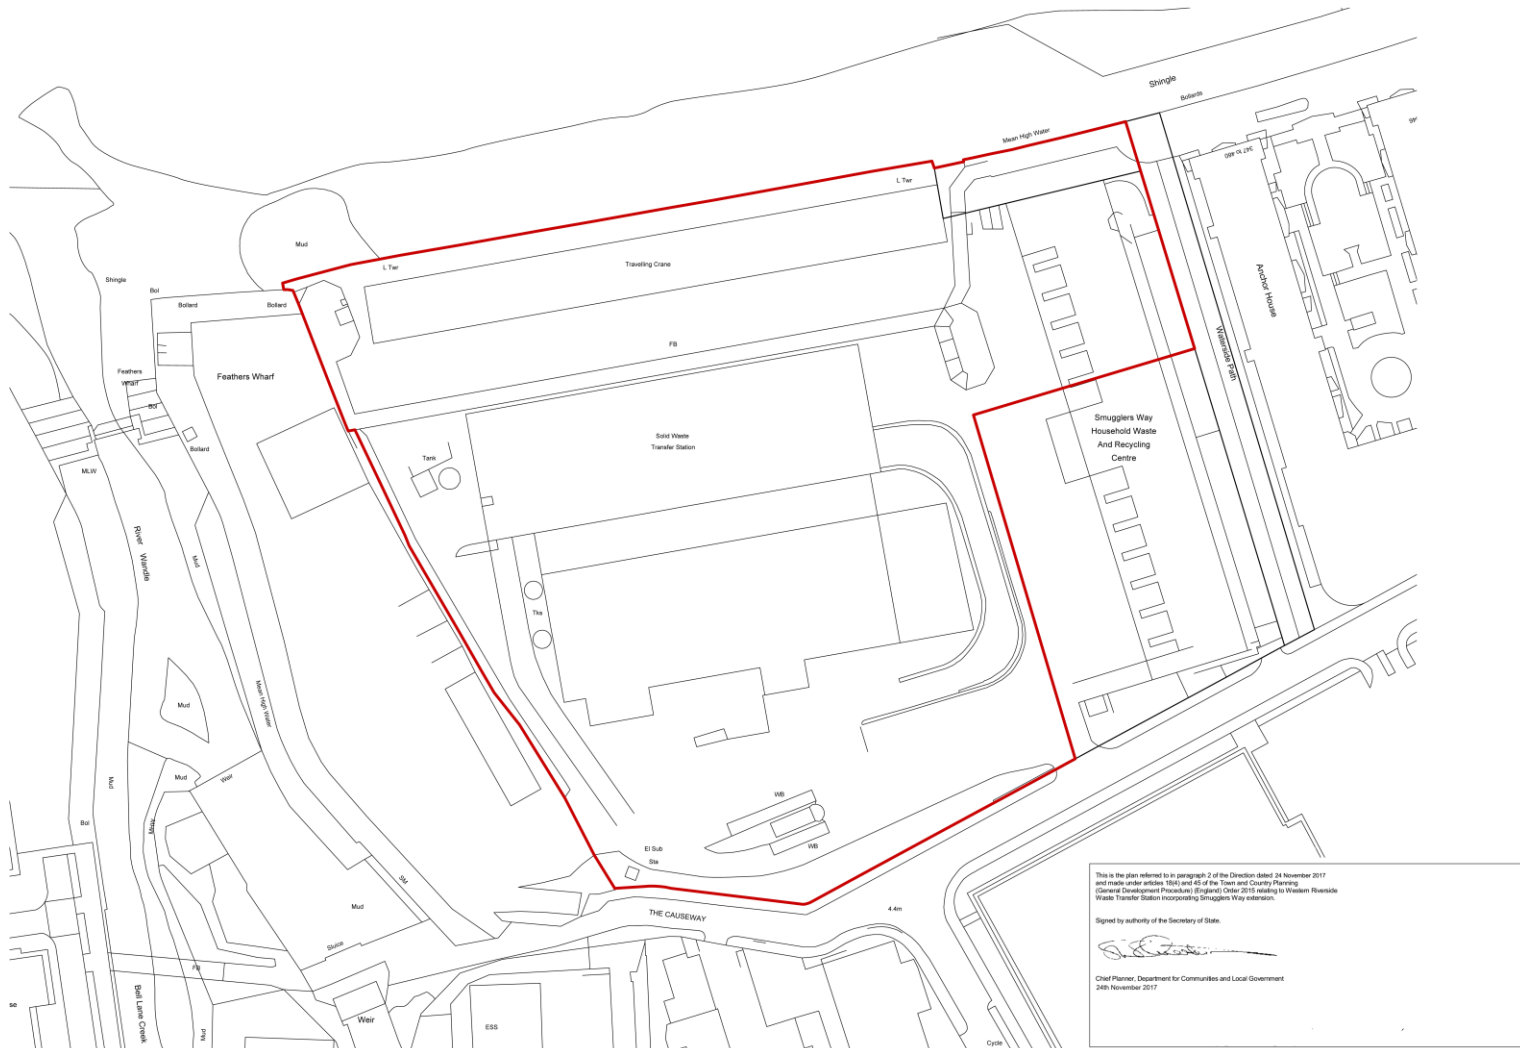 Shingle
Bollards
Mean High Water
347 to 460
L Twr
Mud
L Twr
Travelling Crane
Shingle
Bol
Bollard
Bollard
Anchor House
Waterside Path
FB
Feathers
Wharf
Feathers Wharf
Bol
Smugglers Way
Household Waste
And Recycling
Centre
Solid Waste
Transfer Station
Bollard
Tank
MLW
River Wandle
Mud
Tks
Mean High Water
Mud
Mud
Weir
Mud
WB
Bol
WB
El Sub
Sta
SM
Mud
4.4m
THE CAUSEWAY
Sluice
FB
Bell Lane Creek
Weir
ESS
Mud
Cycle
se
This is the plan referred to in paragraph 2 of the Direction dated 24 November 2017
and made under articles 18(4) and 45 of the Town and Country Planning
(General Development Procedure) (England) Order 2015 relating to Western Riverside
Waste Transfer Station incorporating Smugglers Way extension.
Signed by authority of the Secretary of State.
Chief Planner, Department for Communities and Local Government
24th November 2017